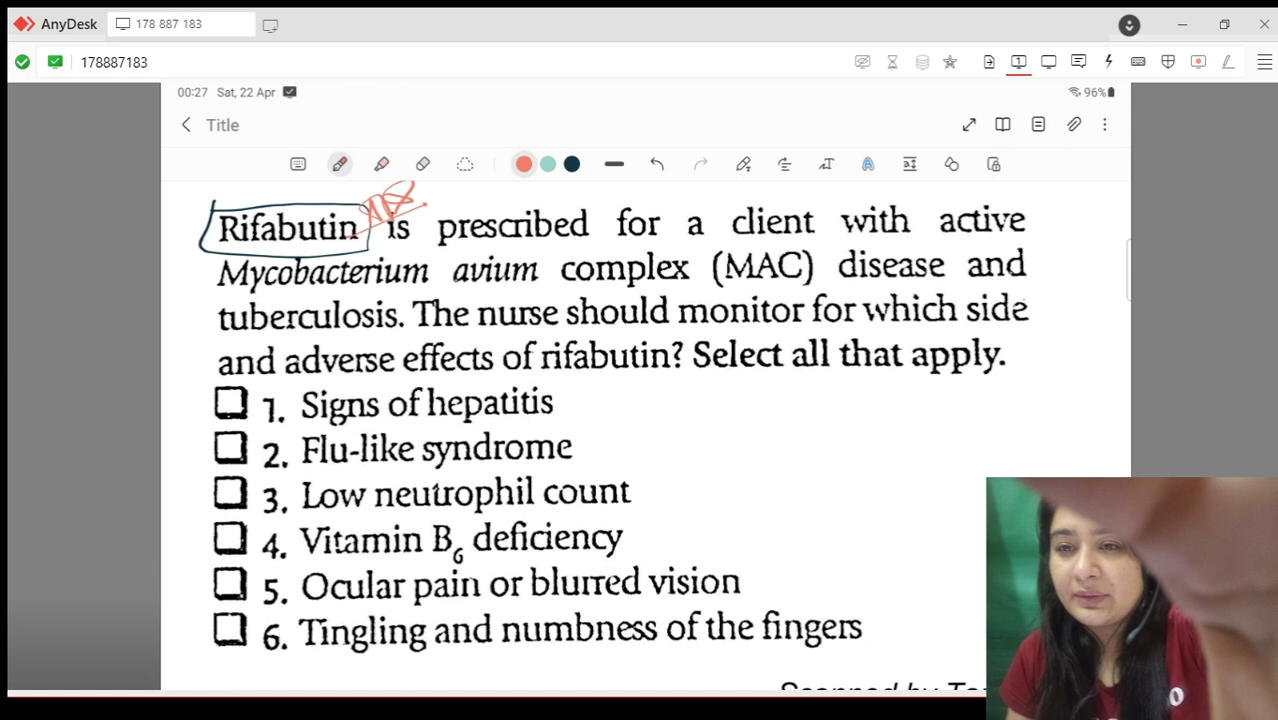 AnyDesk
178 887 183
178887183
00:27 Sat, 22 Apr
96%
Title
Rifabutin is prescribed for a client with active
Mycobacterium avium complex (MAC) disease and
tuberculosis. The nurse should monitor for which side
and adverse effects of rifabutin? Select all that apply.
1. Signs of hepatitis
2. Flu-like syndrome
3. Low neutrophil count
4. Vitamin B6 deficiency
5. Ocular pain or blurred vision
6. Tingling and numbness of the fingers